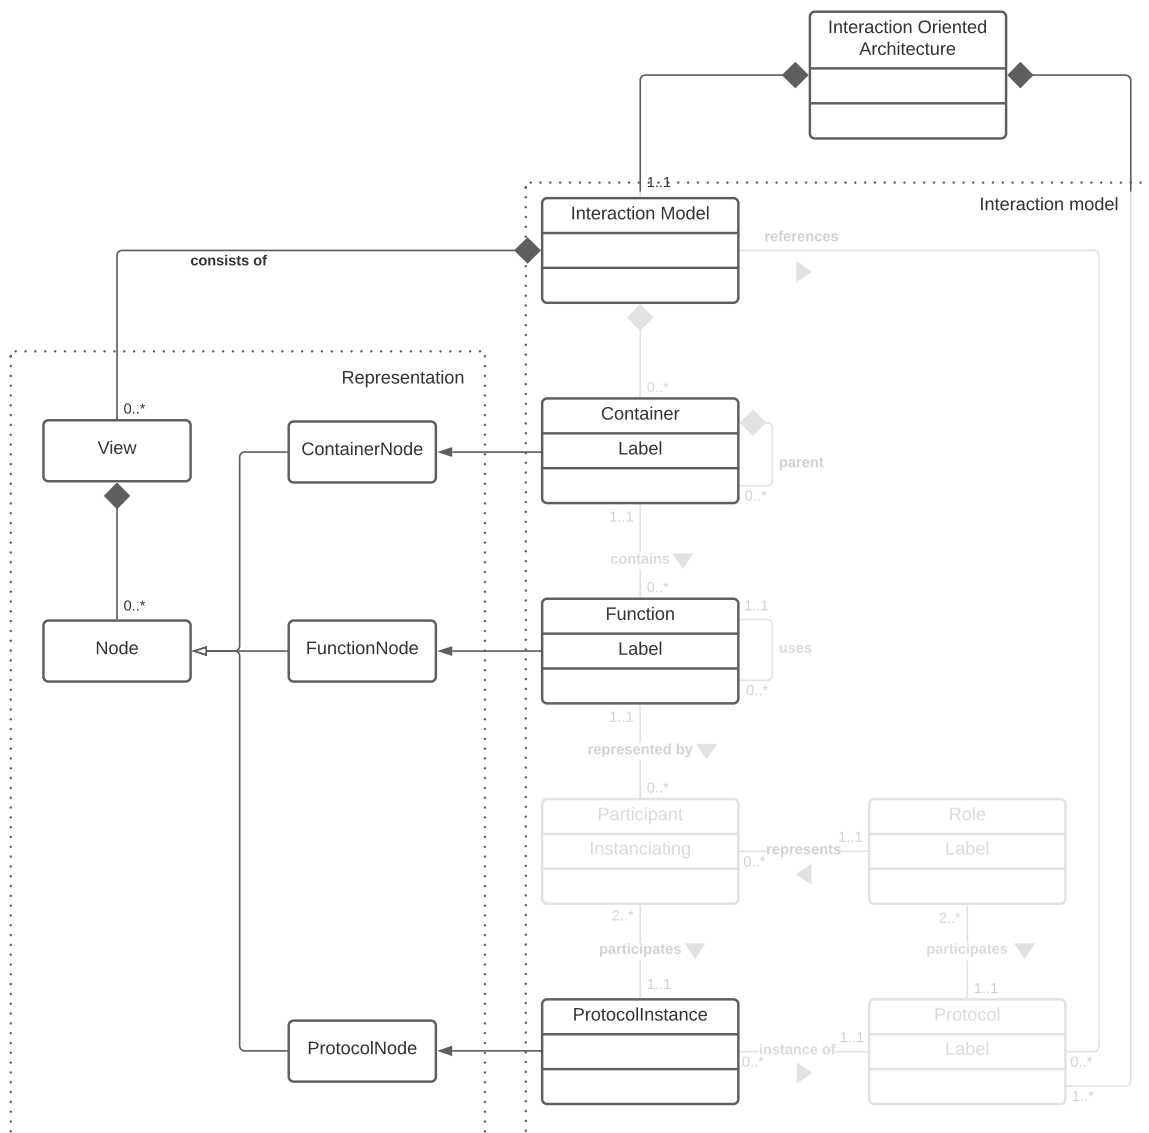 Interaction Oriented
Architecture
1..1
Interaction model
Interaction Model
references
consists of
Representation
0..*
0..*
View
ContainerNode
Container
Label
parent
0..*
1..1
contains
0..*
0..*
Node
FunctionNode
Function
Label
1..1
uses
0..*
1..1
represented by
0..*
Participant
Instanciating
Role
Label
0..*
represents
1..1
2..*
participates
1..1
2..*
participates
1..1
ProtocolNode
ProtocolInstance
0..*
instance of
1..1
Protocol
Label
0..*
1..*